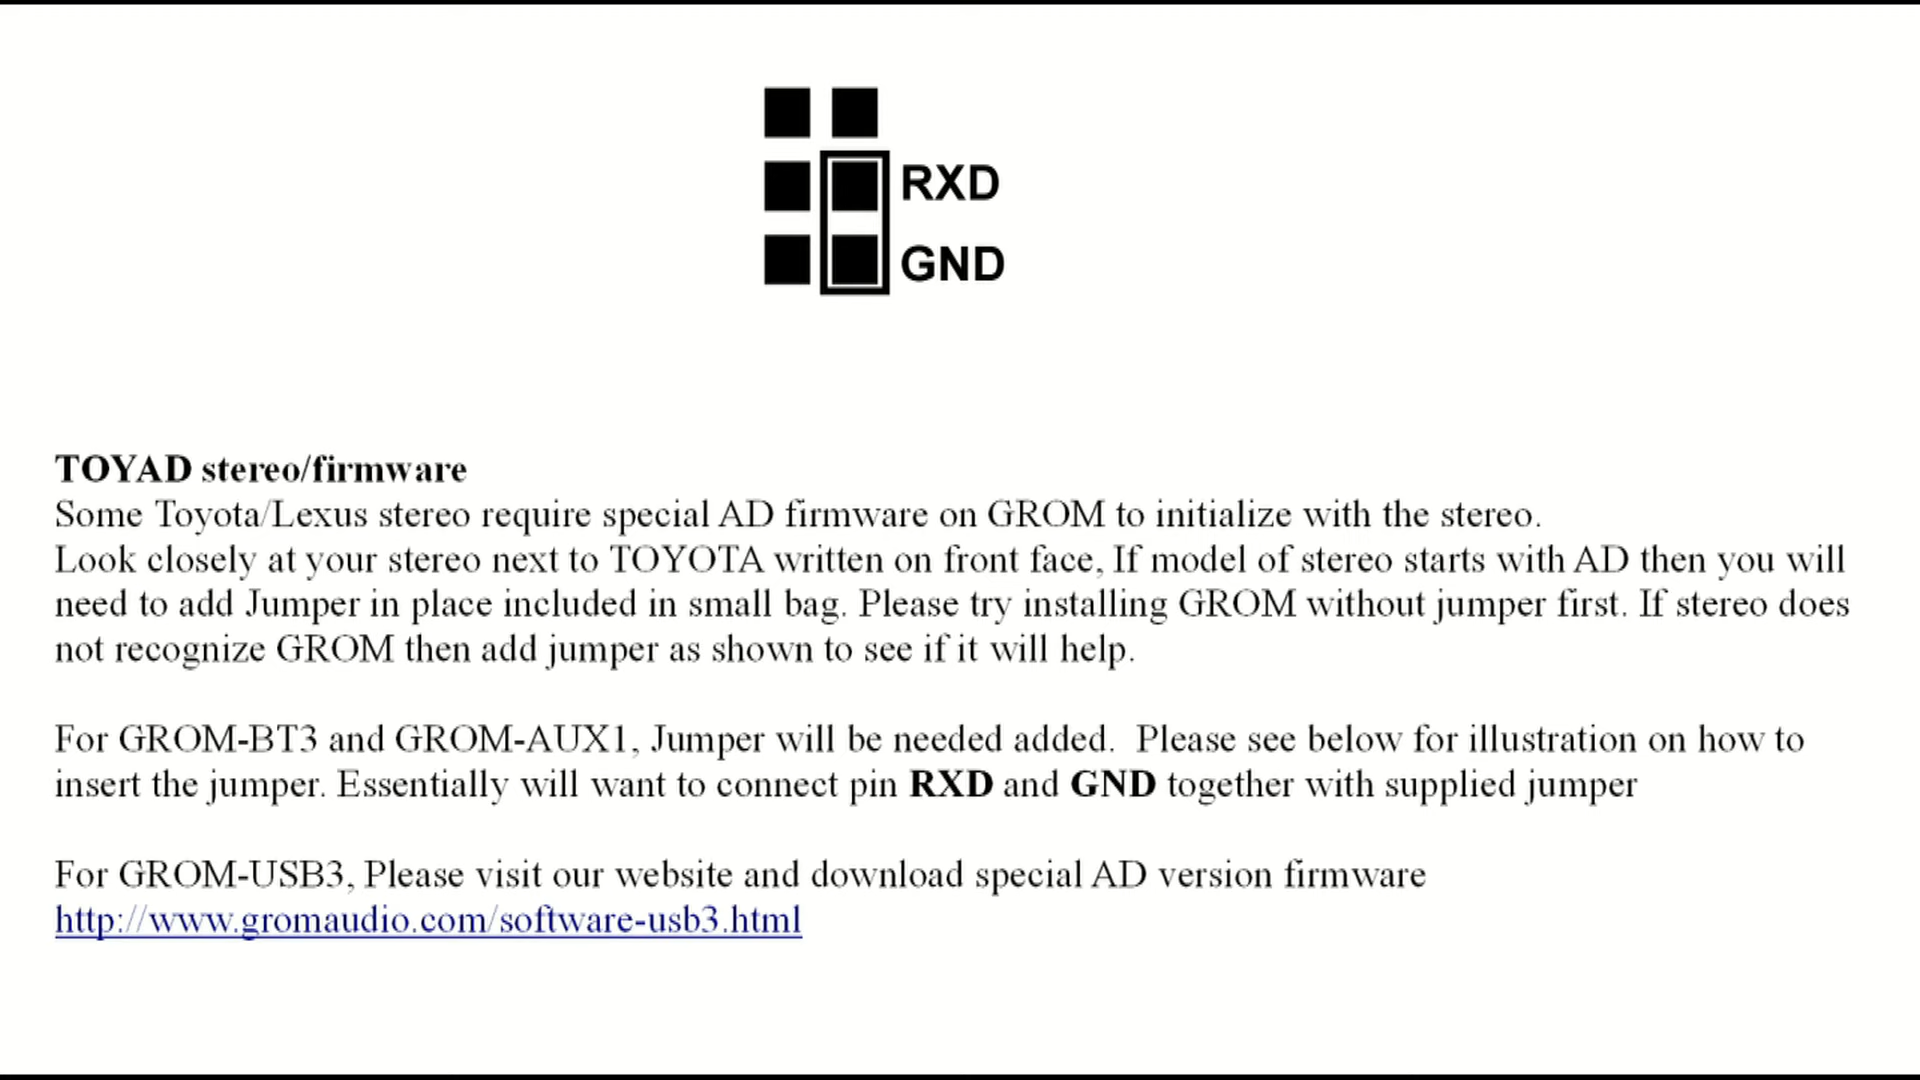 RXD
GND
TOYAD stereo/firmware
Some Toyota/Lexus stereo require special AD firmware on GROM to initialize with the stereo.
Look closely at your stereo next to TOYOTA written on front face, If model of stereo starts with AD then you will
need to add Jumper in place included in small bag. Please try installing GROM without jumper first. If stereo does
not recognize GROM then add jumper as shown to see if it will help.
For GROM-BT3 and GROM-AUX1, Jumper will be needed added.  Please see below for illustration on how to
insert the jumper. Essentially will want to connect pin RXD and GND together with supplied jumper
For GROM-USB3, Please visit our website and download special AD version firmware
http://www.gromaudio.com/software-usb3.html